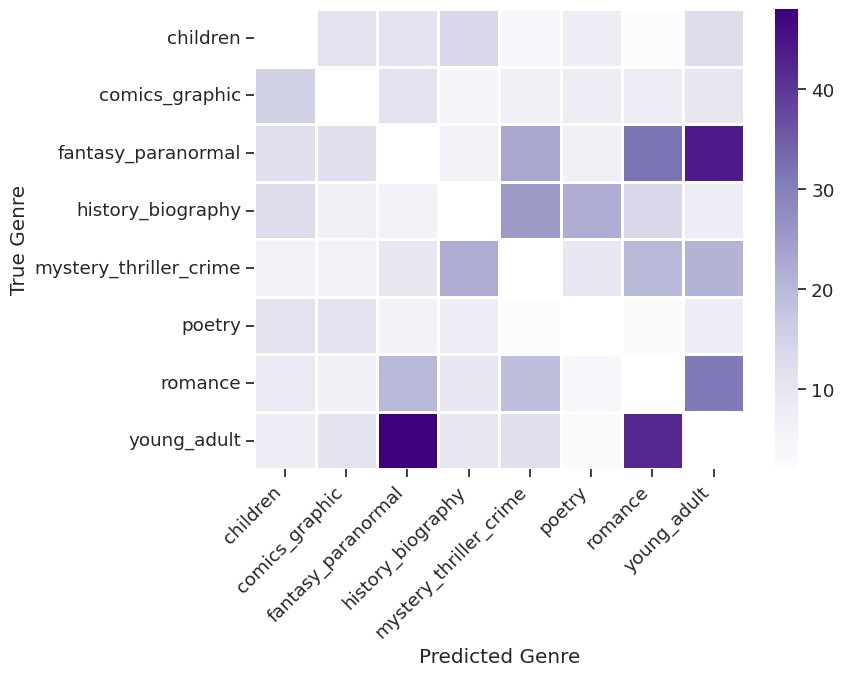 True Genre
children
comics_graphic
fantasy_paranormal
history_biography
mystery_thriller_crime
poetry
romance
young_adult
40
30
20
10
children
comics_graphic
fantasy_paranormal
history_biography
mystery_thriller_crime
poetry
romance
young_adult
Predicted Genre